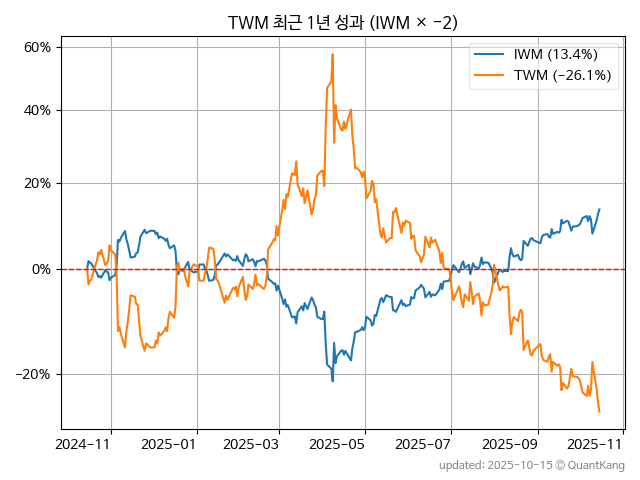 TWM 최근 1년 성과 (IWM × −2)
IWM (13.4%)
TWM (−26.1%)
60%
40%
20%
0%
−20%
2024-11 2025-01 2025-03 2025-05 2025-07 2025-09 2025-11
updated: 2025-10-15 © QuantKang